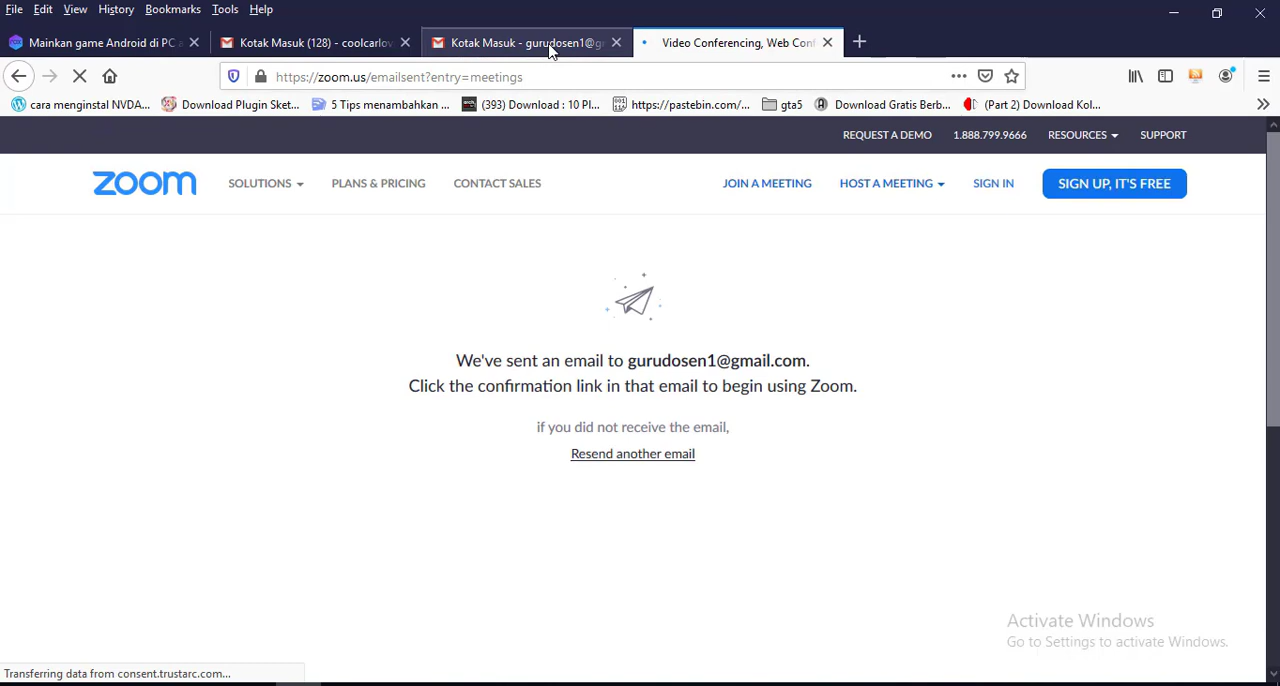 File Edit View History Bookmarks Tools Help
Mainkan game Android di PC
Kotak Masuk (128) - coolcarlov
Kotak Masuk - gurudosen1@g
Video Conferencing, Web Conf
https://zoom.us/emailsent?entry=meetings
cara menginstal NVDA...
Download Plugin Sket...
5 Tips menambahkan ...
(393) Download : 10 Pl...
https://pastebin.com/...
gta5
Download Gratis Berb...
(Part 2) Download Kol...
REQUEST A DEMO 1.888.799.9666 RESOURCES SUPPORT
zoom SOLUTIONS PLANS & PRICING CONTACT SALES JOIN A MEETING HOST A MEETING SIGN IN SIGN UP, IT'S FREE
We've sent an email to gurudosen1@gmail.com.
Click the confirmation link in that email to begin using Zoom.
if you did not receive the email,
Resend another email
Activate Windows
Go to Settings to activate Windows.
Transferring data from consent.trustarc.com...